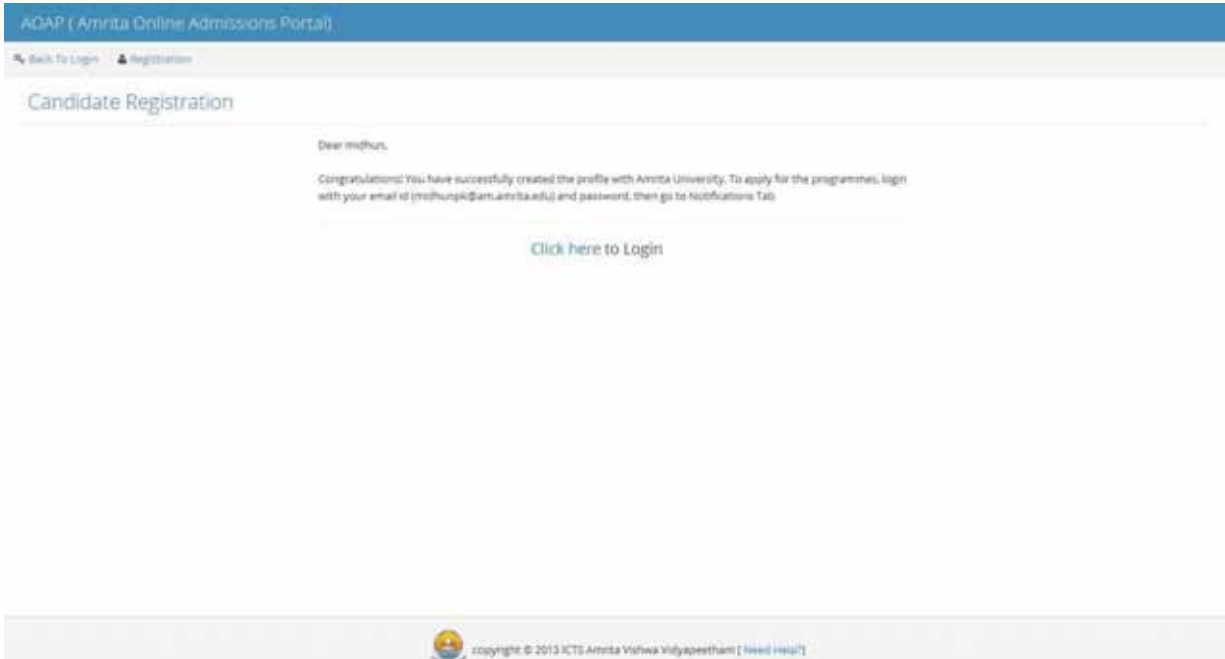 AOAP ( Amrita Online Admissions Portal)
Back To Login Registration
Candidate Registration
Dear midhun,
Congratulations! You have successfully created the profile with Amrita University. To apply for the programmes, login
with your email id (midhunpk@am.amrita.edu) and password, then go to Notifications Tab
Click here to Login
copyright © 2013 ICTS Amrita Vishwa Vidyapeetham [ Need Help?]